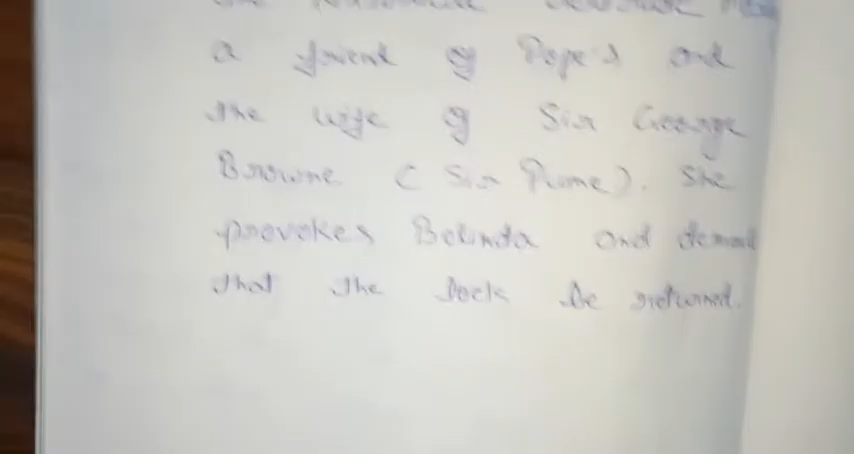 a friend of Pope's and
the wife of Sir George
Browne ( Sir Plume). She
provokes Belinda and demand
that the lock be returned.